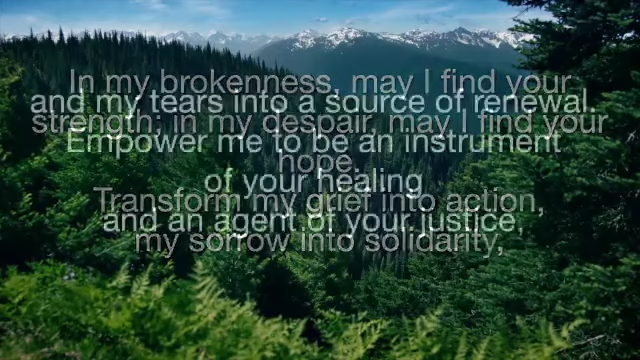 In my brokenness, may I find your
and my tears into a source of renewal.
strength; in my despair, may I find your
Empower me to be an instrument
hope.
of your healing
Transform my grief into action,
and an agent of your justice,
my sorrow into solidarity,